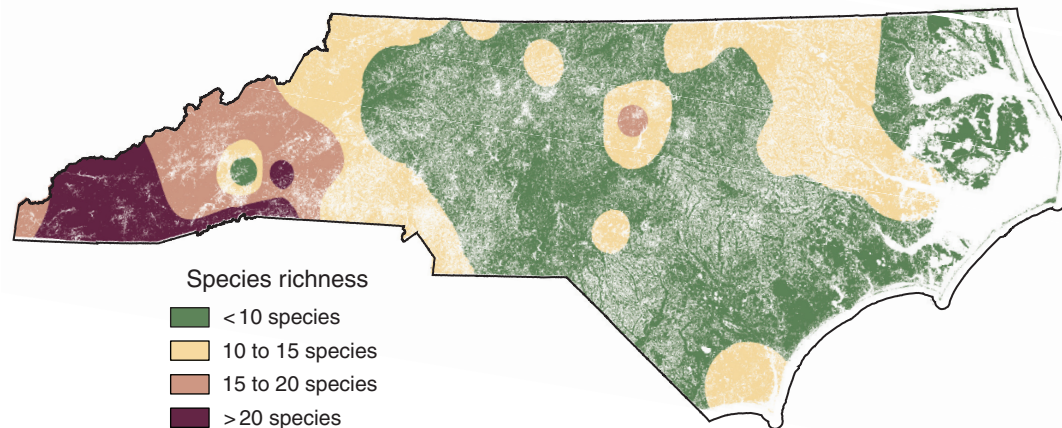 Species richness
<10 species
10 to 15 species
15 to 20 species
>20 species